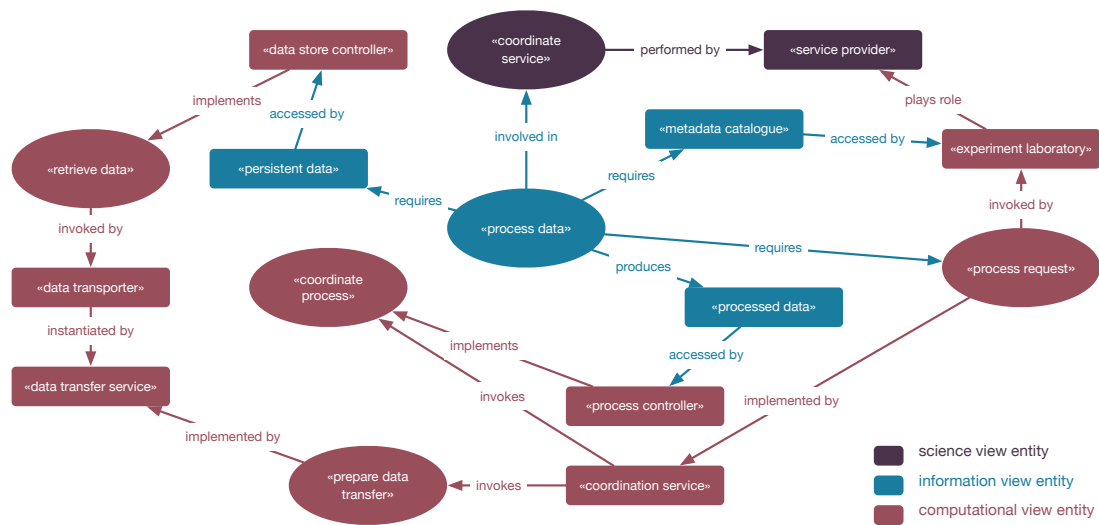 «data store controller»
«coordinate
service»
performed by
«service provider»
implements
accessed by
plays role
involved in
«metadata catalogue»
accessed by
«experiment laboratory»
«retrieve data»
«persistent data»
requires
requires
invoked by
invoked by
«process data»
requires
«process request»
«data transporter»
«coordinate
process»
produces
«processed data»
instantiated by
implements
accessed by
«data transfer service»
invokes
«process controller»
implemented by
implemented by
science view entity
«prepare data
transfer»
invokes
«coordination service»
information view entity
computational view entity